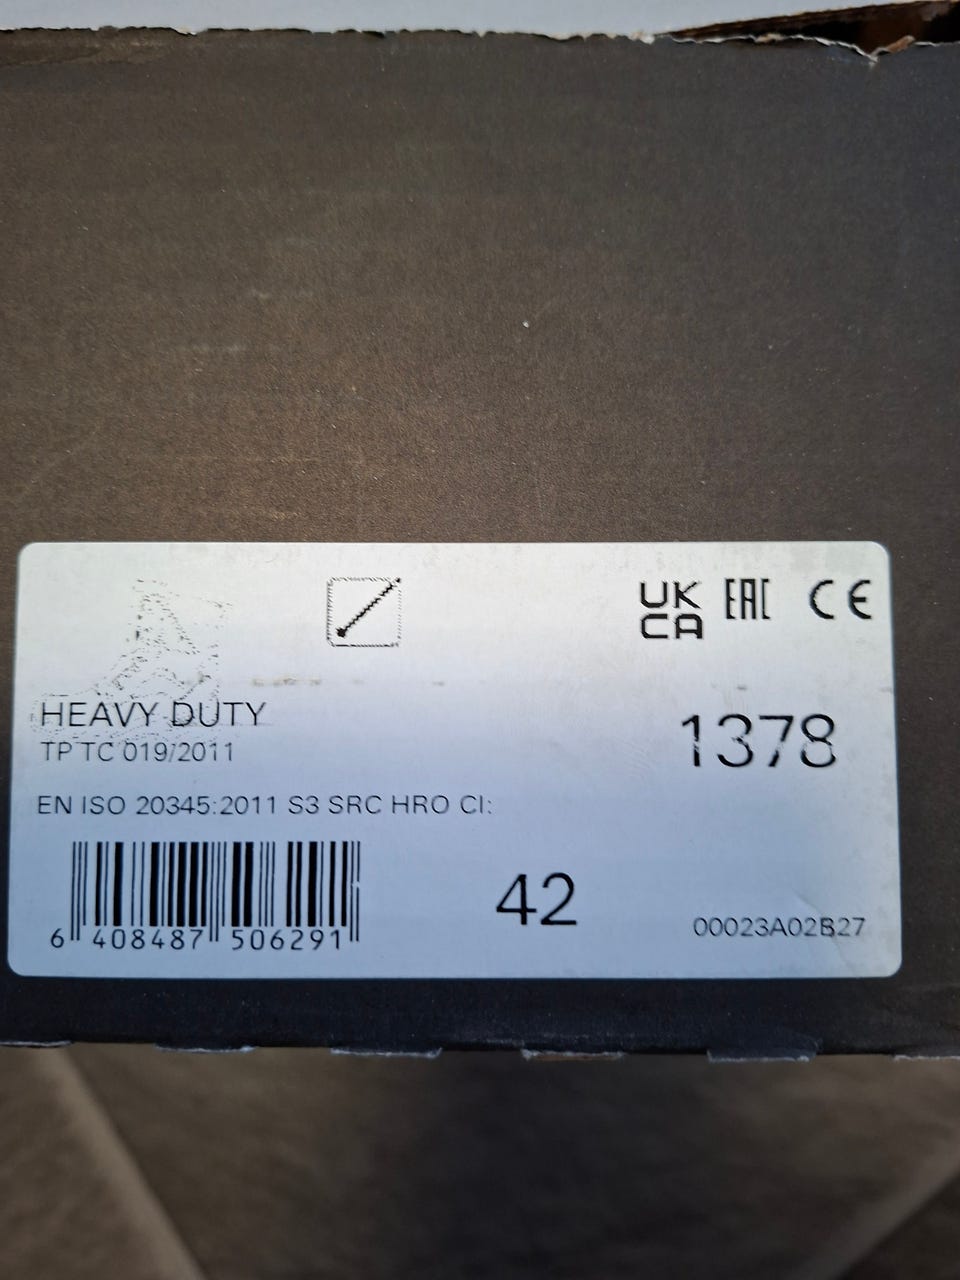 UK
CA
EAC
CE
HEAVY DUTY
TP TC 019/2011
1378
EN ISO 20345:2011 S3 SRC HRO CI:
42
6 408487 506291
00023A02B27